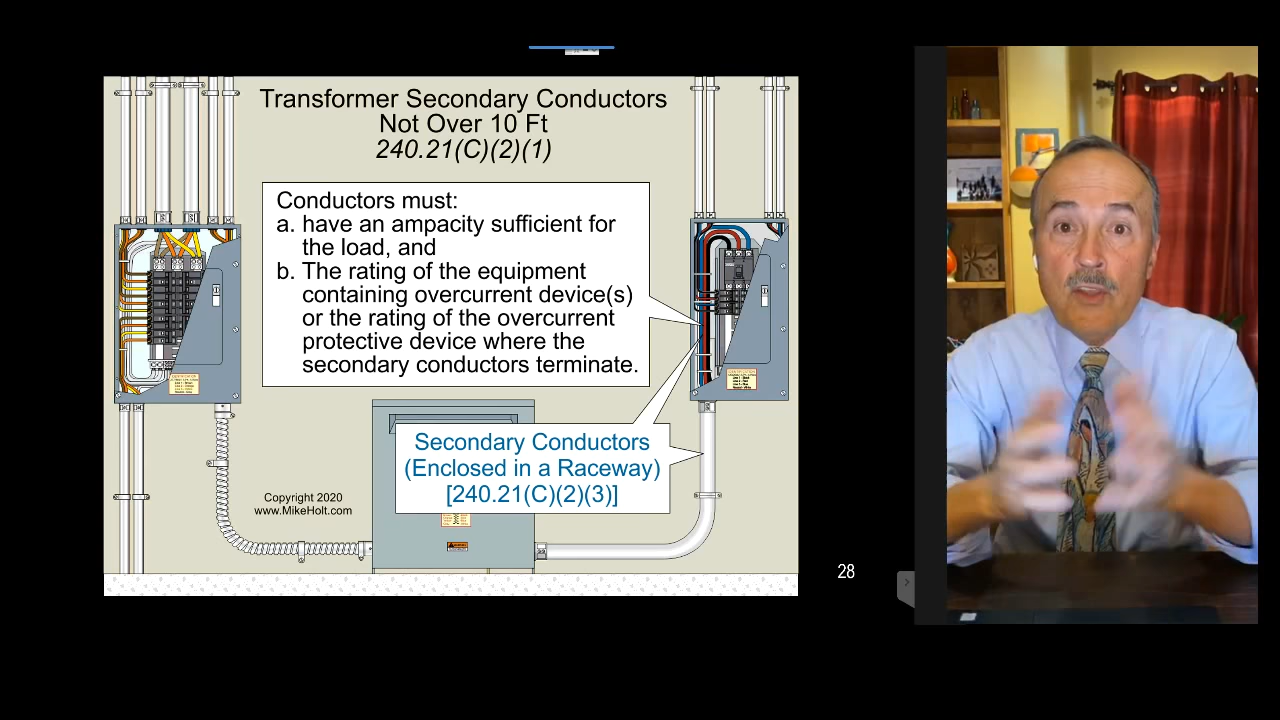 Transformer Secondary Conductors
Not Over 10 Ft
240.21(C)(2)(1)
Conductors must:
a. have an ampacity sufficient for
the load, and
b. The rating of the equipment
containing overcurrent device(s)
or the rating of the overcurrent
protective device where the
secondary conductors terminate.
Secondary Conductors
(Enclosed in a Raceway)
[240.21(C)(2)(3)]
Copyright 2020
www.MikeHolt.com
28